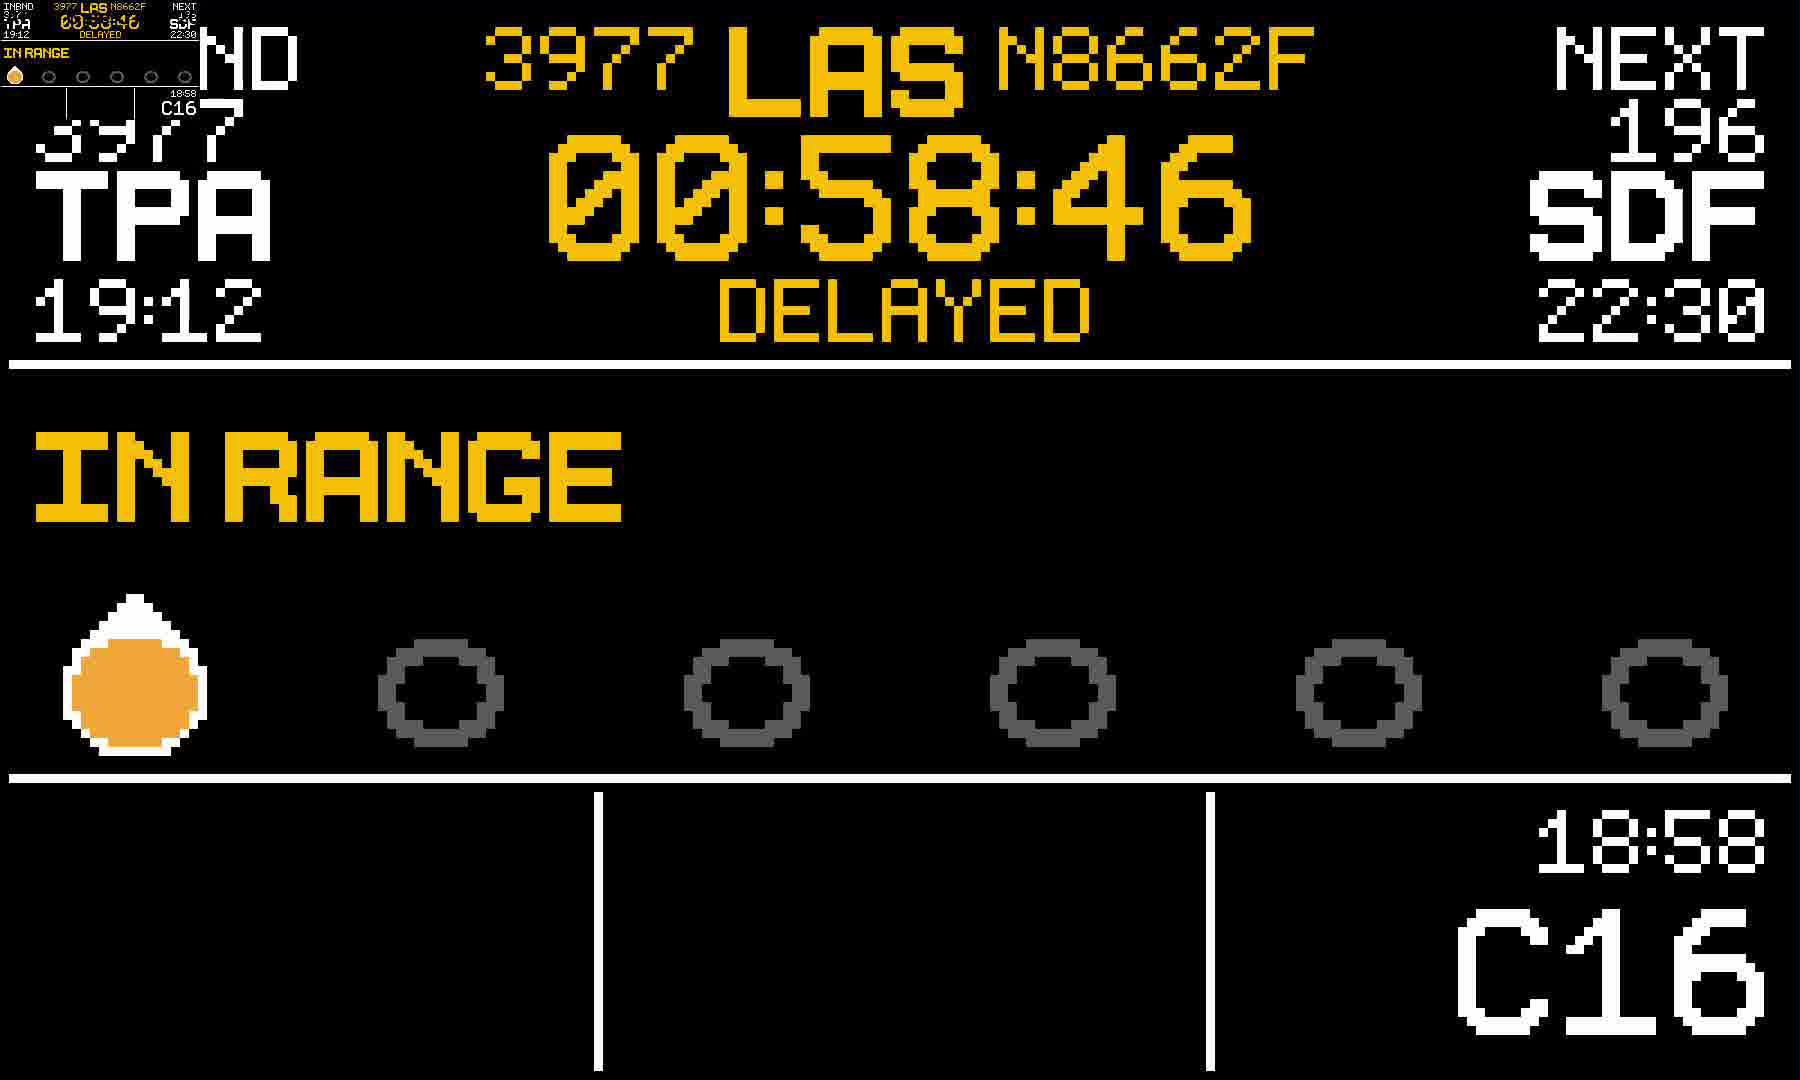 INBND 3977 LAS N8662F NEXT
3977 196
TPA 00:58:46 SDF
19:12 DELAYED 22:30
IN RANGE
18:58
C16